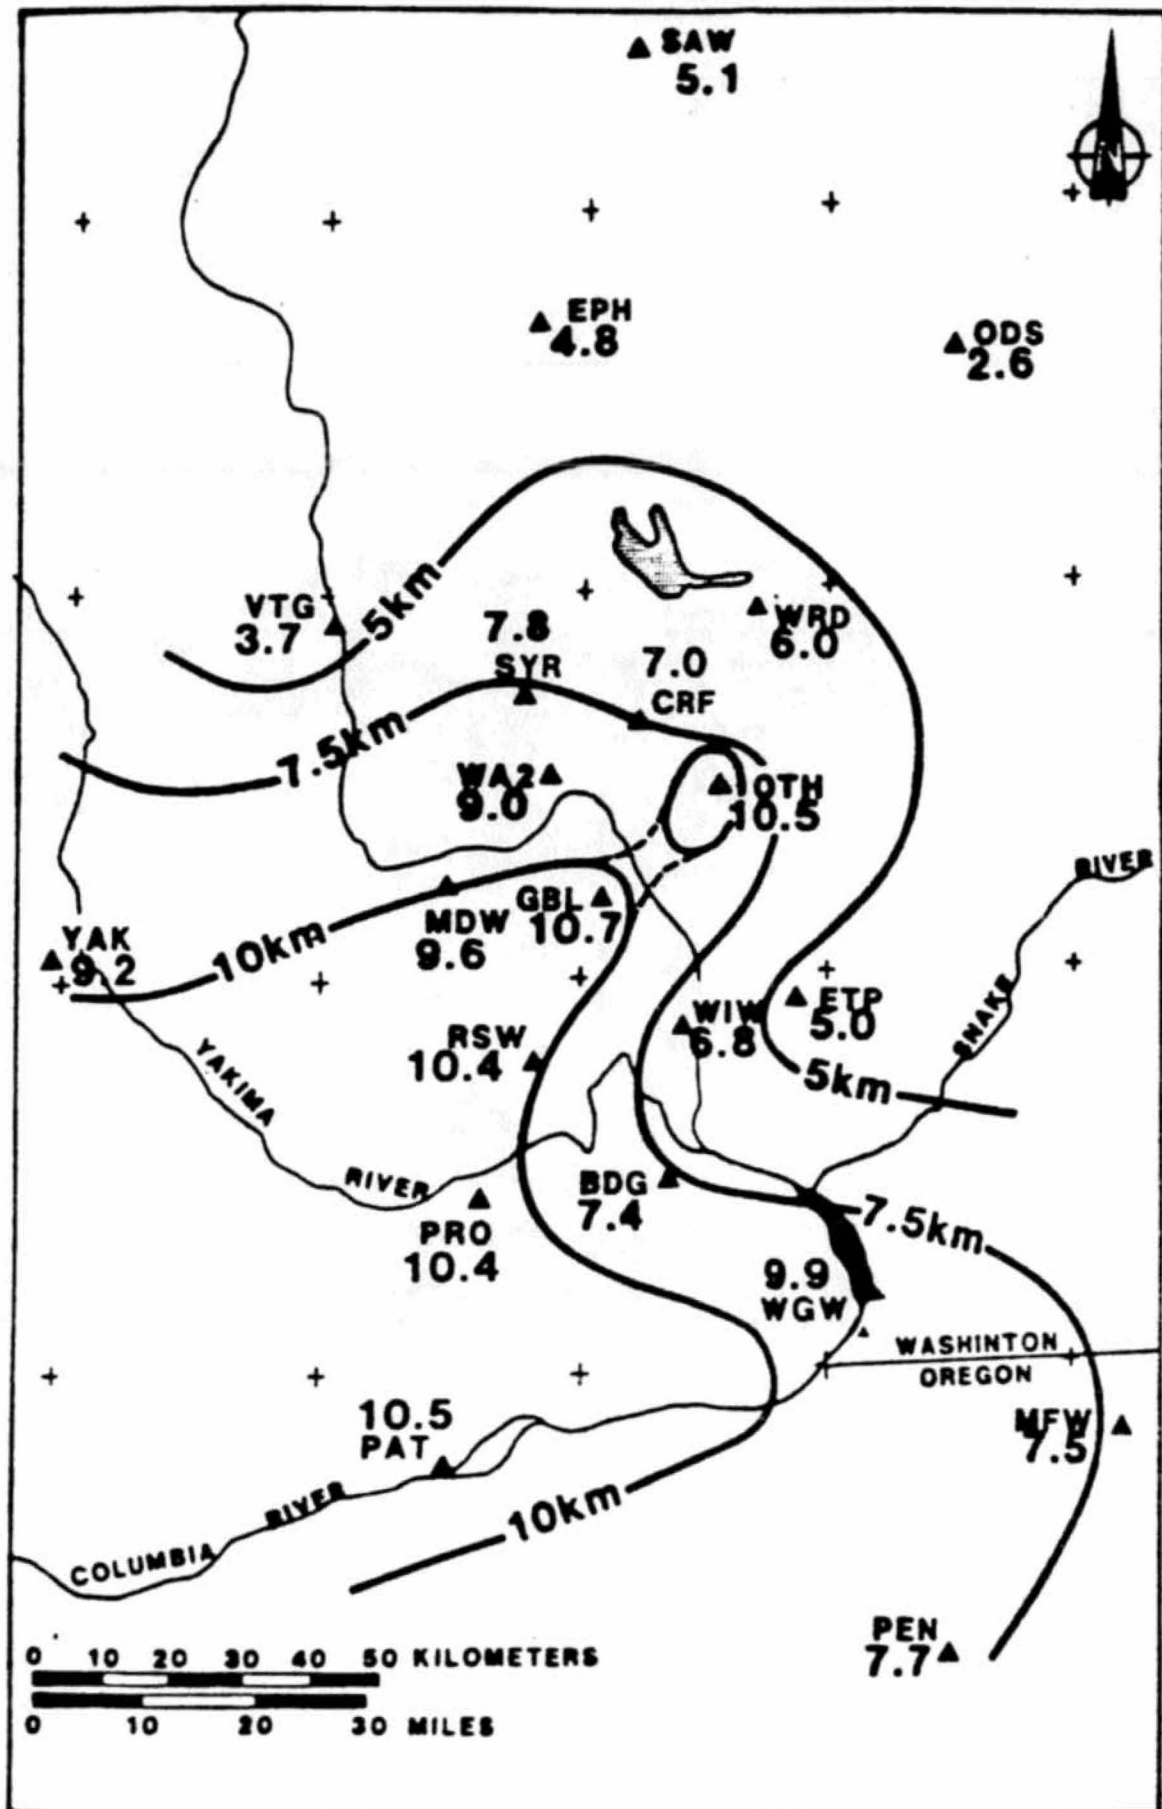 SAW
5.1
N
EPH
4.8
ODS
2.6
5km
VTG
3.7
7.8
SYR
WRD
6.0
7.0
CRF
7.5km
WA2
9.0
OTH
10.5
RIVER
GBL
10.7
MDW
9.6
10km
YAK
9.2
ETP
5.0
WIW
6.8
SNAKE
RSW
10.4
YAKIMA
5km
RIVER
BDG
7.4
PRO
10.4
7.5km
9.9
WGW
WASHINTON
OREGON
10.5
PAT
MFW
7.5
10km
RIVER
COLUMBIA
PEN
7.7
0 10 20 30 40 50 KILOMETERS
0 10 20 30 MILES